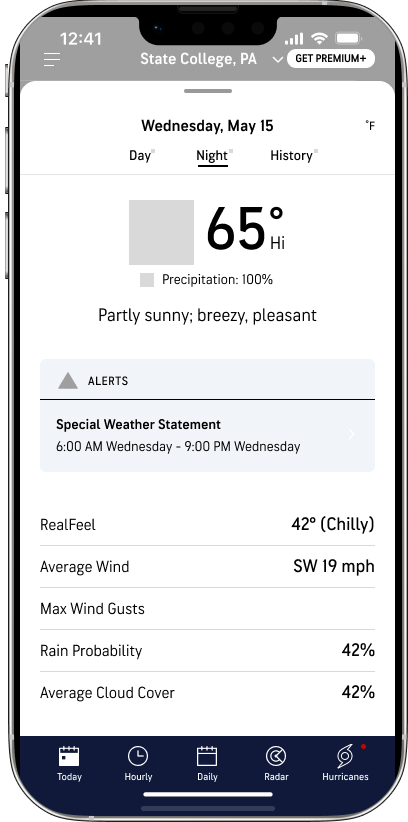 12:41
State College, PA GET PREMIUM+
Wednesday, May 15 °F
Day Night History
65° Hi
Precipitation: 100%
Partly sunny; breezy, pleasant
ALERTS
Special Weather Statement
6:00 AM Wednesday - 9:00 PM Wednesday
RealFeel 42° (Chilly)
Average Wind SW 19 mph
Max Wind Gusts
Rain Probability 42%
Average Cloud Cover 42%
Today Hourly Daily Radar Hurricanes